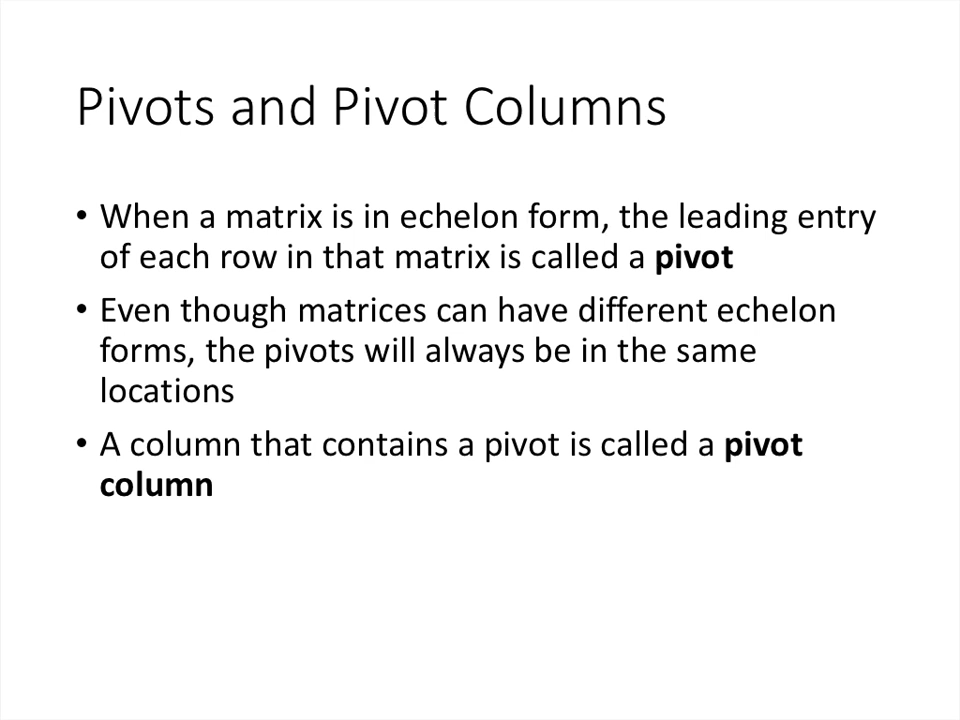 Pivots and Pivot Columns
• When a matrix is in echelon form, the leading entry
of each row in that matrix is called a pivot
• Even though matrices can have different echelon
forms, the pivots will always be in the same
locations
• A column that contains a pivot is called a pivot
column